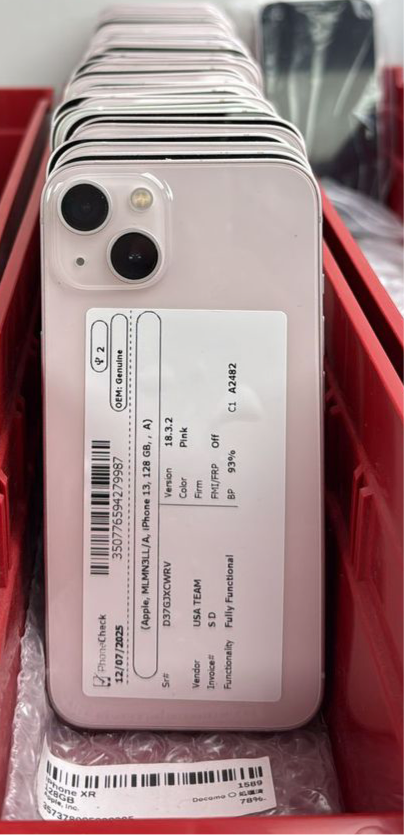 PhoneCheck
12/07/2025
350776594279987
2
OEM: Genuine
(Apple, MLMN3LL/A, iPhone 13, 128 GB, , A)
Sr# D37GJXCWRV
Version 18.3.2
Color Pink
Vendor USA TEAM
Firm
Invoice# S D
FMI/FRP Off
Functionality Fully Functional
BP 93% C1 A2482
iPhone XR
128GB
Apple, Inc.
1589
Docomo
78%